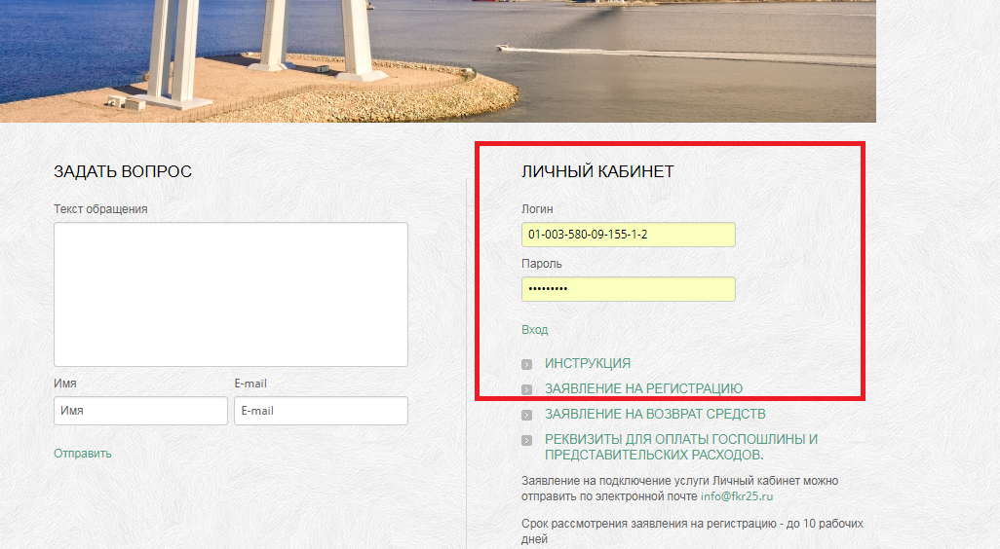 ЗАДАТЬ ВОПРОС
Текст обращения
Имя
E-mail
Имя
E-mail
Отправить
ЛИЧНЫЙ КАБИНЕТ
Логин
01-003-580-09-155-1-2
Пароль
•••••••••
Вход
ИНСТРУКЦИЯ
ЗАЯВЛЕНИЕ НА РЕГИСТРАЦИЮ
ЗАЯВЛЕНИЕ НА ВОЗВРАТ СРЕДСТВ
РЕКВИЗИТЫ ДЛЯ ОПЛАТЫ ГОСПОШЛИНЫ И
ПРЕДСТАВИТЕЛЬСКИХ РАСХОДОВ.
Заявление на подключение услуги Личный кабинет можно
отправить по электронной почте info@fkr25.ru
Срок рассмотрения заявления на регистрацию - до 10 рабочих
дней